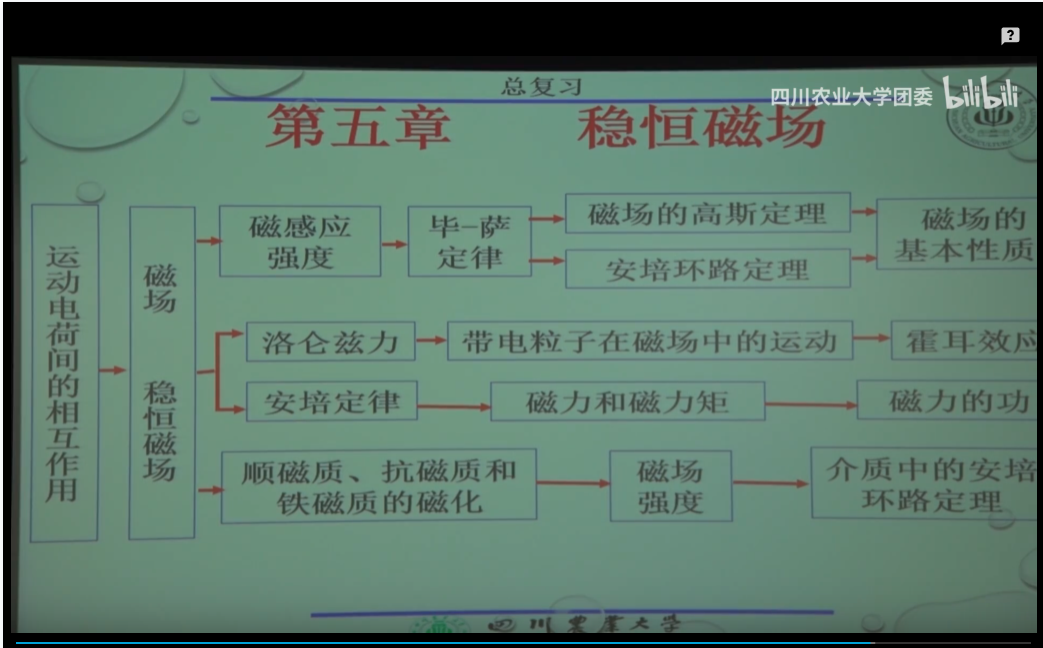 总复习
四川农业大学团委 bilibili
第五章 稳恒磁场
运动电荷间的相互作用
磁场 稳恒磁场
磁感应
强度
毕-萨
定律
磁场的高斯定理
安培环路定理
磁场的
基本性质
洛仑兹力
带电粒子在磁场中的运动
霍耳效应
安培定律
磁力和磁力矩
磁力的功
顺磁质、抗磁质和
铁磁质的磁化
磁场
强度
介质中的安培
环路定理
四川农业大学